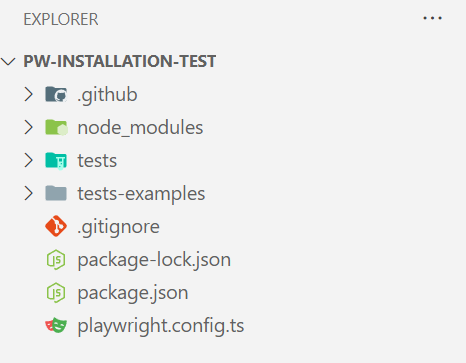 EXPLORER
PW-INSTALLATION-TEST
.github
node_modules
tests
tests-examples
.gitignore
package-lock.json
package.json
playwright.config.ts